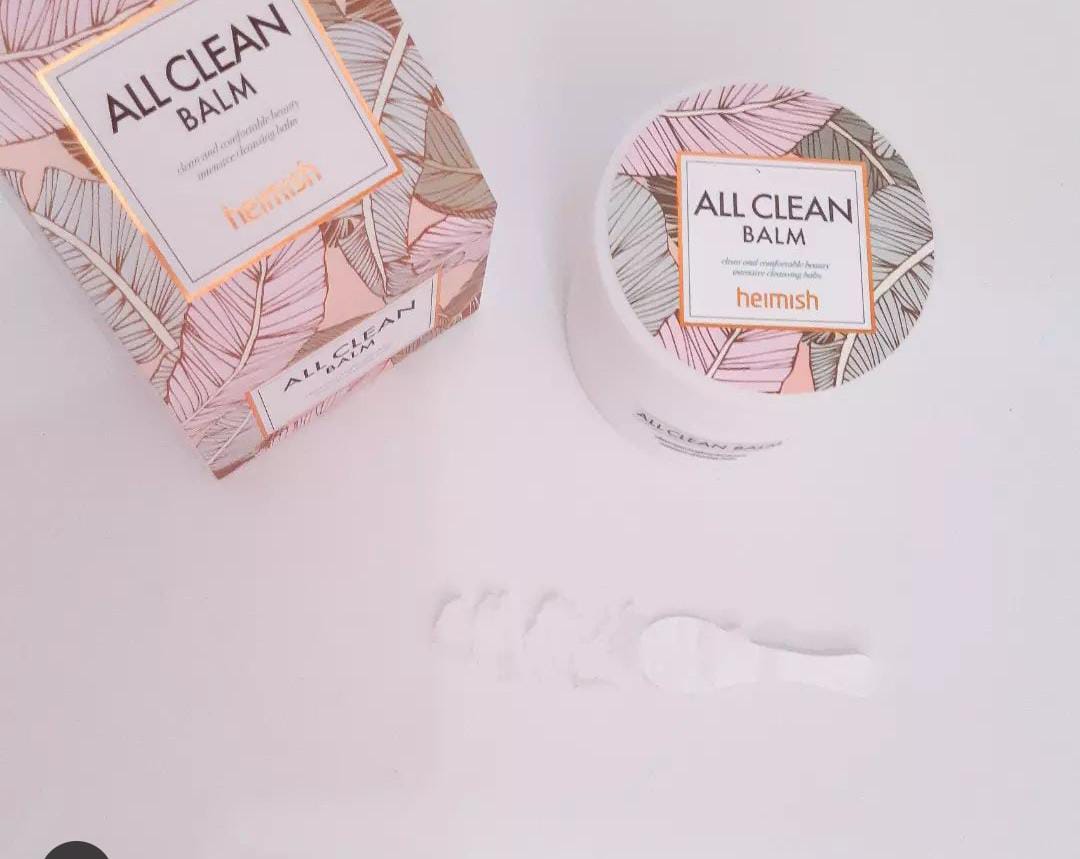 ALL CLEAN
BALM
clean and comfortable beauty
intensive cleansing balm
heimish
ALL CLEAN
BALM
ALL CLEAN
BALM
clean and comfortable beauty
intensive cleansing balm
heimish
ALL CLEAN BALM